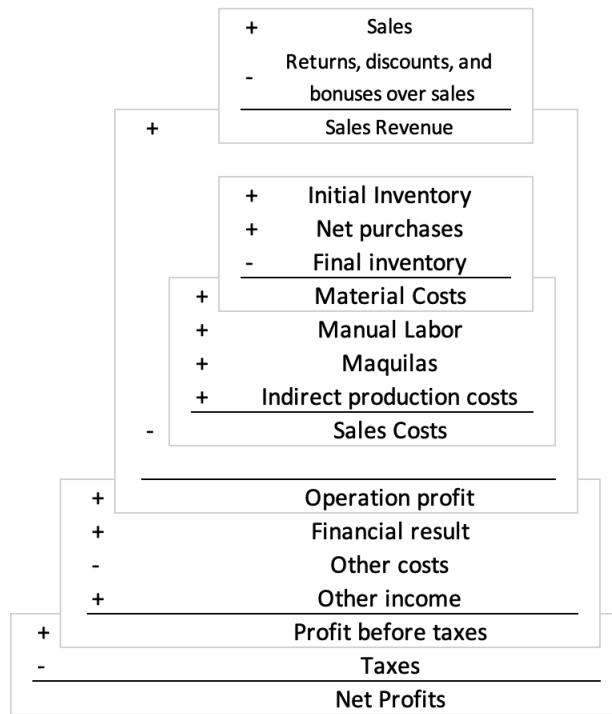 + Sales
- Returns, discounts, and
bonuses over sales
+ Sales Revenue
+ Initial Inventory
+ Net purchases
- Final inventory
+ Material Costs
+ Manual Labor
+ Maquilas
+ Indirect production costs
- Sales Costs
+ Operation profit
+ Financial result
- Other costs
+ Other income
+ Profit before taxes
- Taxes
Net Profits